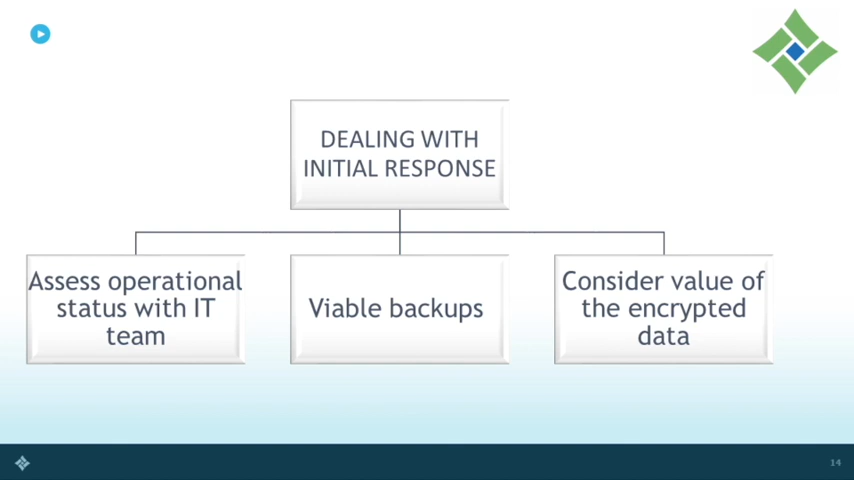 DEALING WITH
INITIAL RESPONSE
Assess operational
status with IT
team
Viable backups
Consider value of
the encrypted
data
14